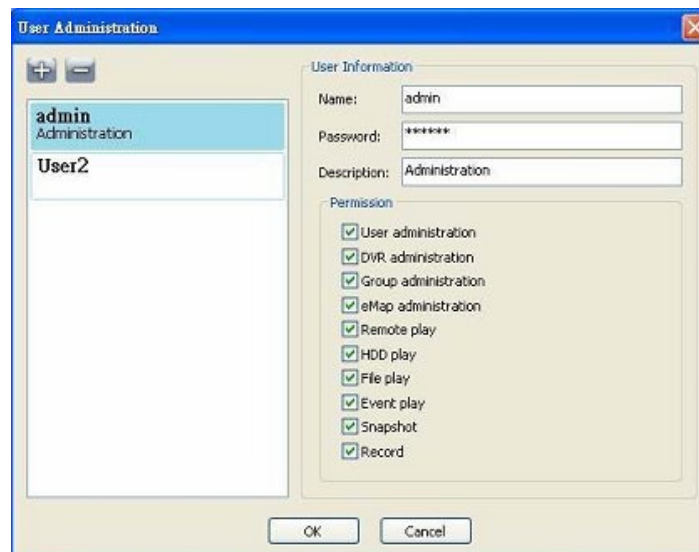 User Administration
admin
Administration
User2
User Information
Name: admin
Password: ******
Description: Administration
Permission
User administration
DVR administration
Group administration
eMap administration
Remote play
HDD play
File play
Event play
Snapshot
Record
OK
Cancel